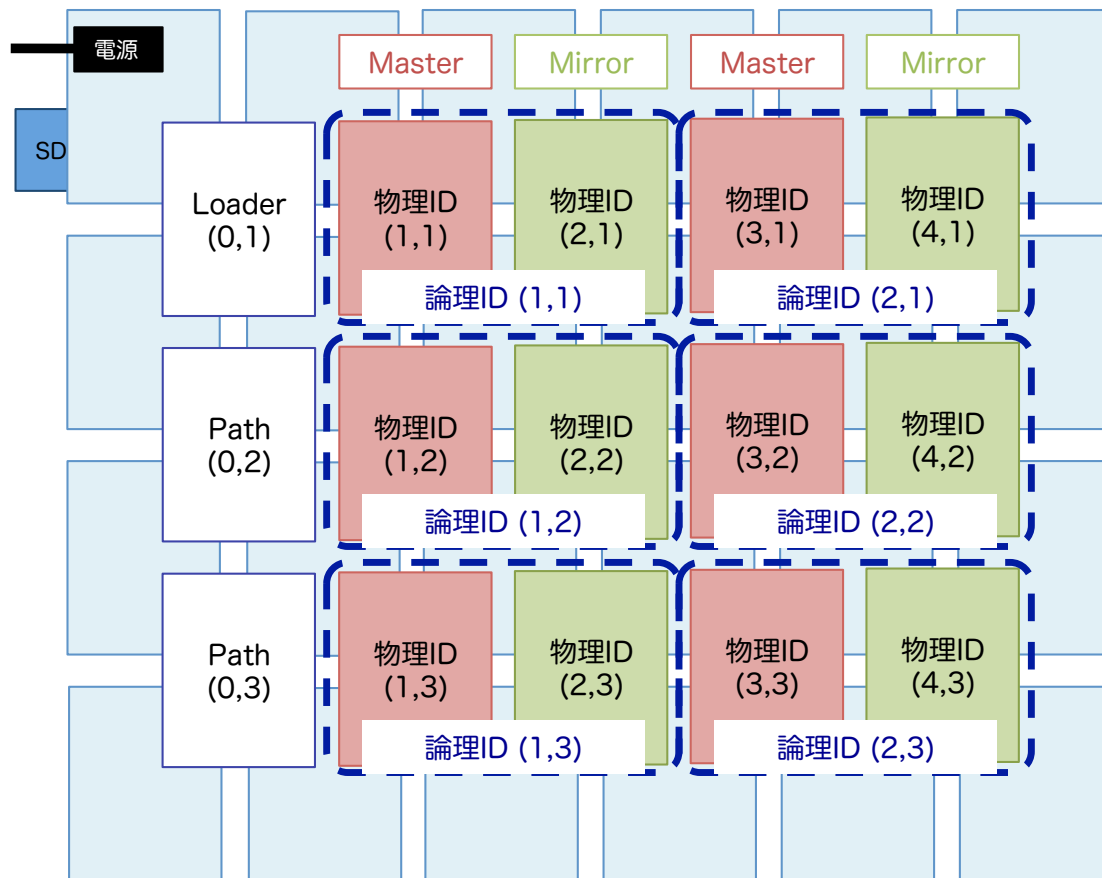 電源
Master
Mirror
Master
Mirror
SD
Loader
(0,1)
物理ID
(1,1)
物理ID
(2,1)
物理ID
(3,1)
物理ID
(4,1)
論理ID (1,1)
論理ID (2,1)
Path
(0,2)
物理ID
(1,2)
物理ID
(2,2)
物理ID
(3,2)
物理ID
(4,2)
論理ID (1,2)
論理ID (2,2)
Path
(0,3)
物理ID
(1,3)
物理ID
(2,3)
物理ID
(3,3)
物理ID
(4,3)
論理ID (1,3)
論理ID (2,3)